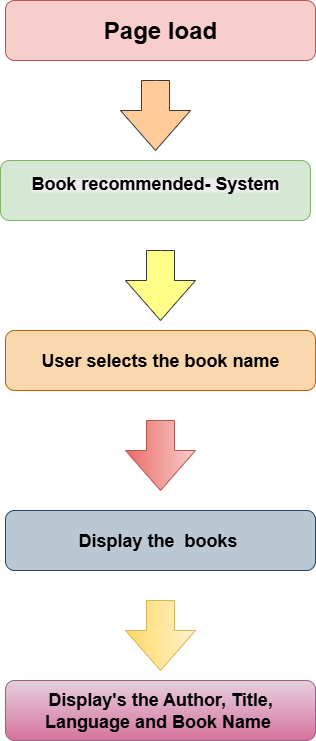 Page load
Book recommended- System
User selects the book name
Display the  books
Display's the Author, Title,
Language and Book Name